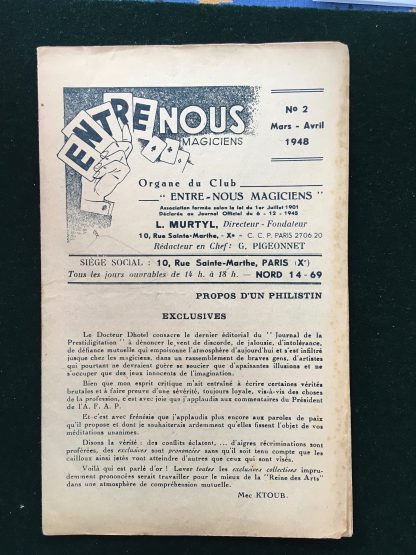 ENTRE NOUS
MAGICIENS
N° 2
Mars - Avril
1948
Organe du Club
" ENTRE-NOUS MAGICIENS "
Association formée selon la loi du 1er Juillet 1901
Déclarée au Journal Officiel du 6 - 12 - 1945
L. MURTYL, Directeur - Fondateur
10, Rue Sainte-Marthe, - Xe - C. C. P. PARIS 2706.20
Rédacteur en Chef: G. PIGEONNET
SIÈGE SOCIAL : 10, Rue Sainte-Marthe, PARIS (Xe)
Tous les jours ouvrables de 14 h. à 18 h. — NORD 14-69
PROPOS D'UN PHILISTIN
EXCLUSIVES
Le Docteur Dhotel consacre le dernier éditorial du " Journal de la
Prestidigitation " à dénoncer le vent de discorde, de jalousie, d'intolérance,
de défiance mutuelle qui empoisonne l'atmosphère d'aujourd'hui et s'est infiltré
jusque chez les magiciens, dans un rassemblement de braves gens, d'artistes
qui pourtant ne devraient guère se soucier que d'apaisantes illusions et ne
s'occuper que des jeux innocents de l'imagination.
Bien que mon esprit critique m'ait entraîné à écrire certaines vérités
brutales et à faire preuve d'une sévérité, toujours loyale, vis-à-vis des choses
de la profession, c'est avec joie que j'applaudis aux commentaires du Président
de l'A. F. A. P.
Et c'est avec frénésie que j'applaudis plus encore aux paroles de paix
qu'il propose et dont je souhaiterais ardemment qu'elles fissent l'objet de vos
méditations unanimes.
Disons la vérité : des conflits éclatent, ... d'aigres récriminations sont
proférées, des exclusives sont prononcées sans qu'il soit tenu compte que les
cailloux ainsi jetés vont atteindre d'autres que ceux qui sont visés.
Voilà qui est parlé d'or ! Lever toutes les exclusives collectives impru-
demment prononcées serait travailler pour le mieux de la "Reine des Arts"
dans une atmosphère de compréhension mutuelle.
Mec KTOUB.